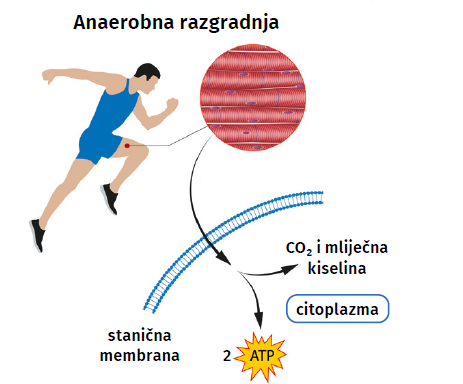 Anaerobna razgradnja
CO₂ i mliječna
kiselina
citoplazma
stanična
membrana
2 ATP